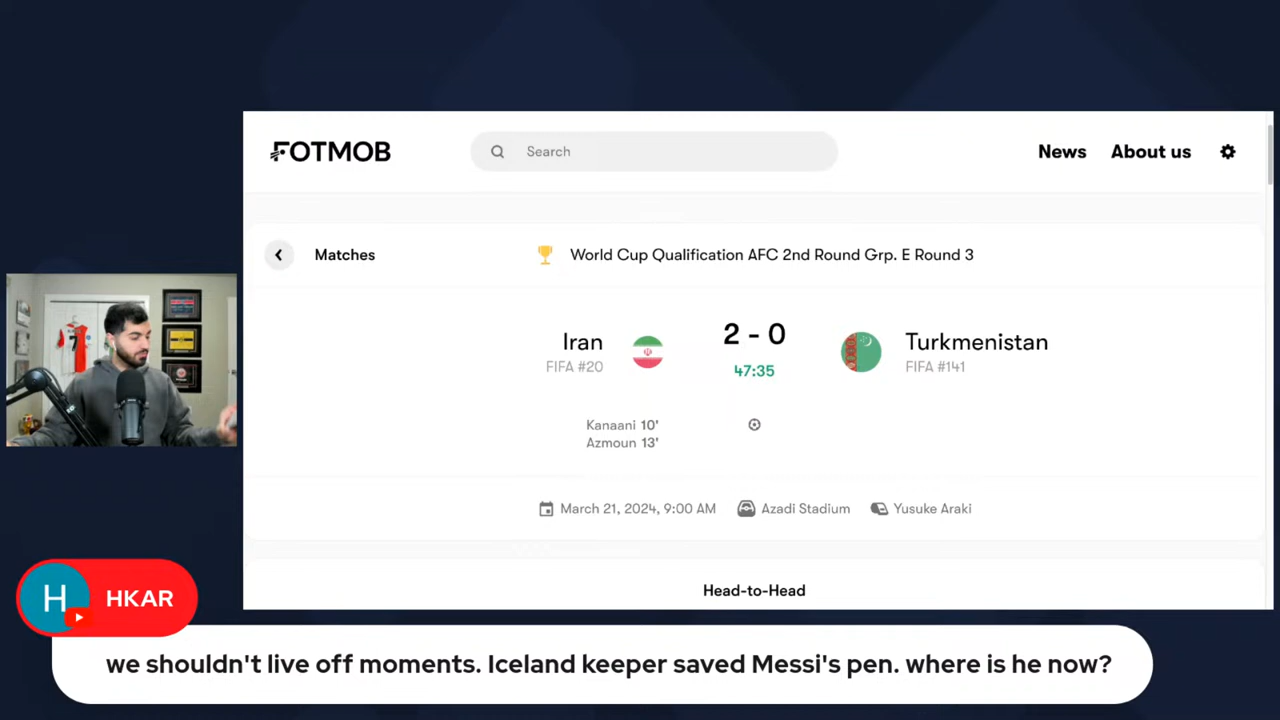 FOTMOB
Search
News
About us
Matches
World Cup Qualification AFC 2nd Round Grp. E Round 3
Iran
FIFA #20
2 - 0
47:35
Turkmenistan
FIFA #141
Kanaani 10'
Azmoun 13'
March 21, 2024, 9:00 AM
Azadi Stadium
Yusuke Araki
Head-to-Head
7
H
HKAR
we shouldn't live off moments. Iceland keeper saved Messi's pen. where is he now?